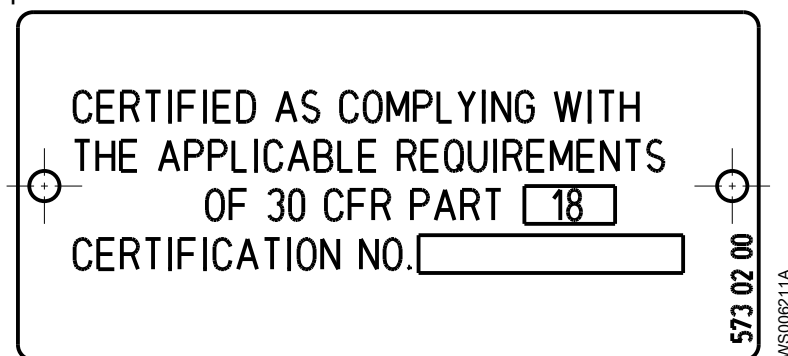 CERTIFIED AS COMPLYING WITH
THE APPLICABLE REQUIREMENTS
OF 30 CFR PART 18
CERTIFICATION NO.
573 02 00
WS006211A